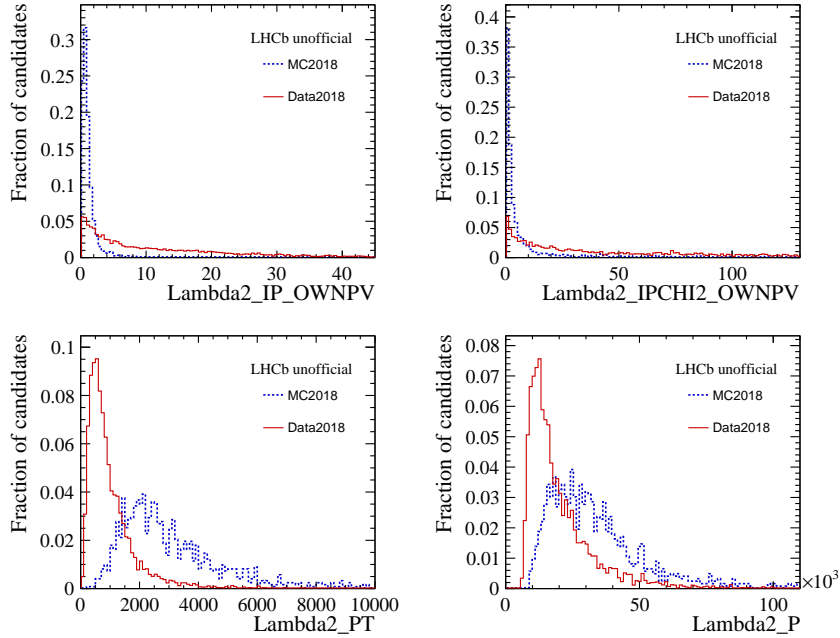 Fraction of candidates
0.3
0.25
0.2
0.15
0.1
0.05
0
LHCb unofficial
MC2018
Data2018
0 10 20 30 40
Lambda2_IP_OWNPV
Fraction of candidates
0.4
0.35
0.3
0.25
0.2
0.15
0.1
0.05
0
LHCb unofficial
MC2018
Data2018
0 50 100
Lambda2_IPCHI2_OWNPV
Fraction of candidates
0.1
0.08
0.06
0.04
0.02
0
LHCb unofficial
MC2018
Data2018
0 2000 4000 6000 8000 10000
Lambda2_PT
Fraction of candidates
0.08
0.07
0.06
0.05
0.04
0.03
0.02
0.01
0.00
LHCb unofficial
MC2018
Data2018
0 50 100 ×10³
Lambda2_P